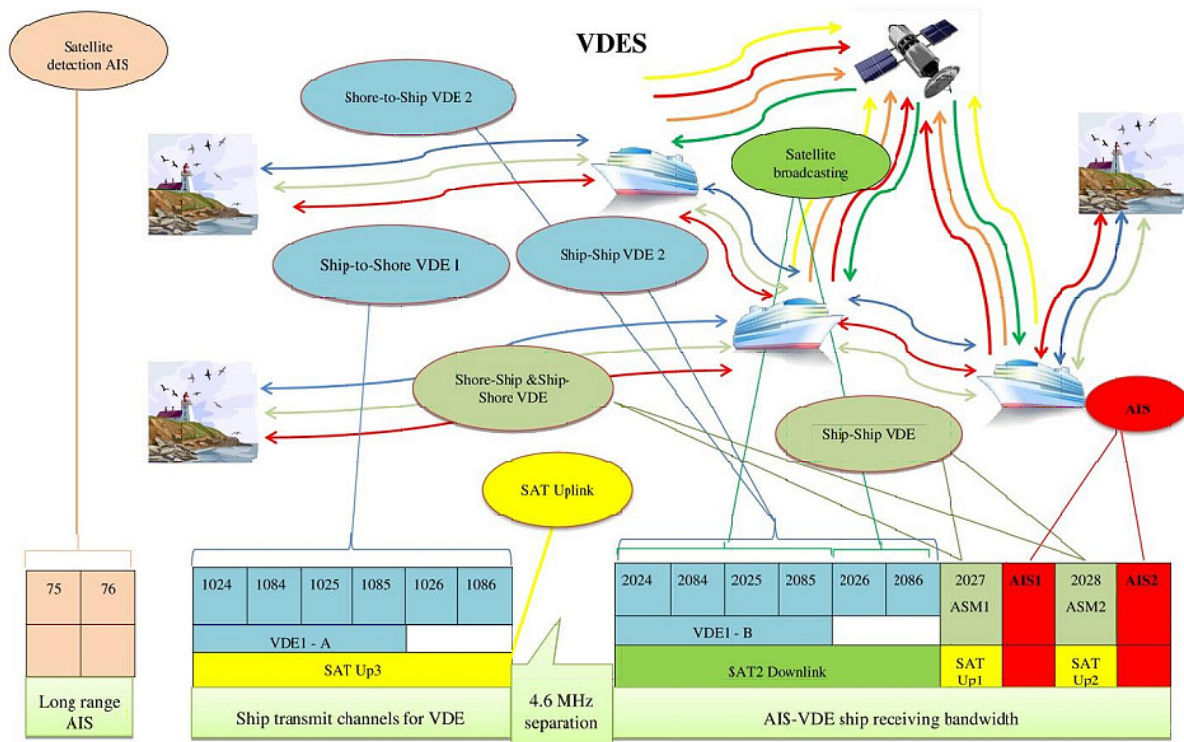 VDES
Satellite
detection AIS
Shore-to-Ship VDE 2
Satellite
broadcasting
Ship-to-Shore VDE 1
Ship-Ship VDE 2
Shore-Ship &Ship-
Shore VDE
Ship-Ship VDE
AIS
SAT Uplink
75 76
1024 1084 1025 1085 1026 1086
2024 2084 2025 2085 2026 2086 2027 AIS1 2028 AIS2
ASM1 ASM2
VDE1 - A
VDE1 - B
SAT Up3
SAT2 Downlink
SAT
Up1
SAT
Up2
Long range
AIS
Ship transmit channels for VDE
4.6 MHz
separation
AIS-VDE ship receiving bandwidth